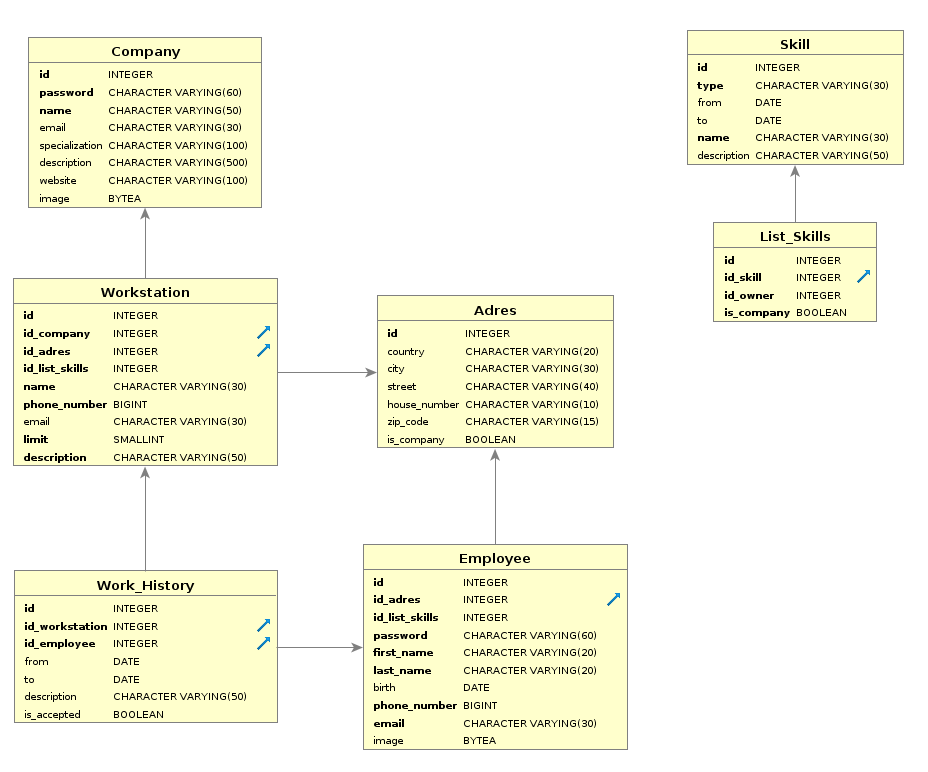 Company
id INTEGER
password CHARACTER VARYING(60)
name CHARACTER VARYING(50)
email CHARACTER VARYING(30)
specialization CHARACTER VARYING(100)
description CHARACTER VARYING(500)
website CHARACTER VARYING(100)
image BYTEA
Skill
id INTEGER
type CHARACTER VARYING(30)
from DATE
to DATE
name CHARACTER VARYING(30)
description CHARACTER VARYING(50)
List_Skills
id INTEGER
id_skill INTEGER
id_owner INTEGER
is_company BOOLEAN
Workstation
id INTEGER
id_company INTEGER
id_adres INTEGER
id_list_skills INTEGER
name CHARACTER VARYING(30)
phone_number BIGINT
email CHARACTER VARYING(30)
limit SMALLINT
description CHARACTER VARYING(50)
Adres
id INTEGER
country CHARACTER VARYING(20)
city CHARACTER VARYING(30)
street CHARACTER VARYING(40)
house_number CHARACTER VARYING(10)
zip_code CHARACTER VARYING(15)
is_company BOOLEAN
Work_History
id INTEGER
id_workstation INTEGER
id_employee INTEGER
from DATE
to DATE
description CHARACTER VARYING(50)
is_accepted BOOLEAN
Employee
id INTEGER
id_adres INTEGER
id_list_skills INTEGER
password CHARACTER VARYING(60)
first_name CHARACTER VARYING(20)
last_name CHARACTER VARYING(20)
birth DATE
phone_number BIGINT
email CHARACTER VARYING(30)
image BYTEA